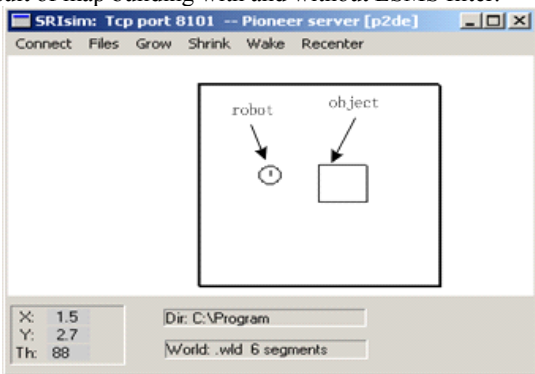 SRIsim: Tcp port 8101 -- Pioneer server [p2de]
Connect Files Grow Shrink Wake Recenter
robot
object
X: 1.5
Y: 2.7
Th: 88
Dir: C:\Program
World: .wld 6 segments